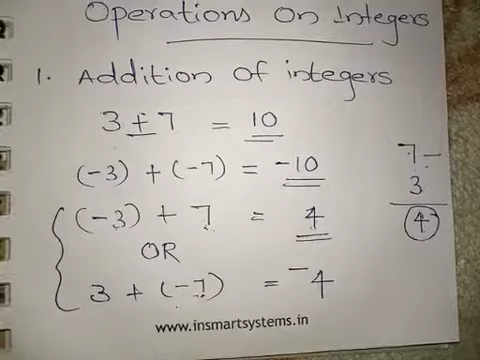 Operations On Integers
1. Addition Of integers
3 + 7 = 10
(-3) + (-7) = -10
(-3) + 7 = 4
OR
3 + (-7) = -4
7 -
3
4
www.insmartsystems.in